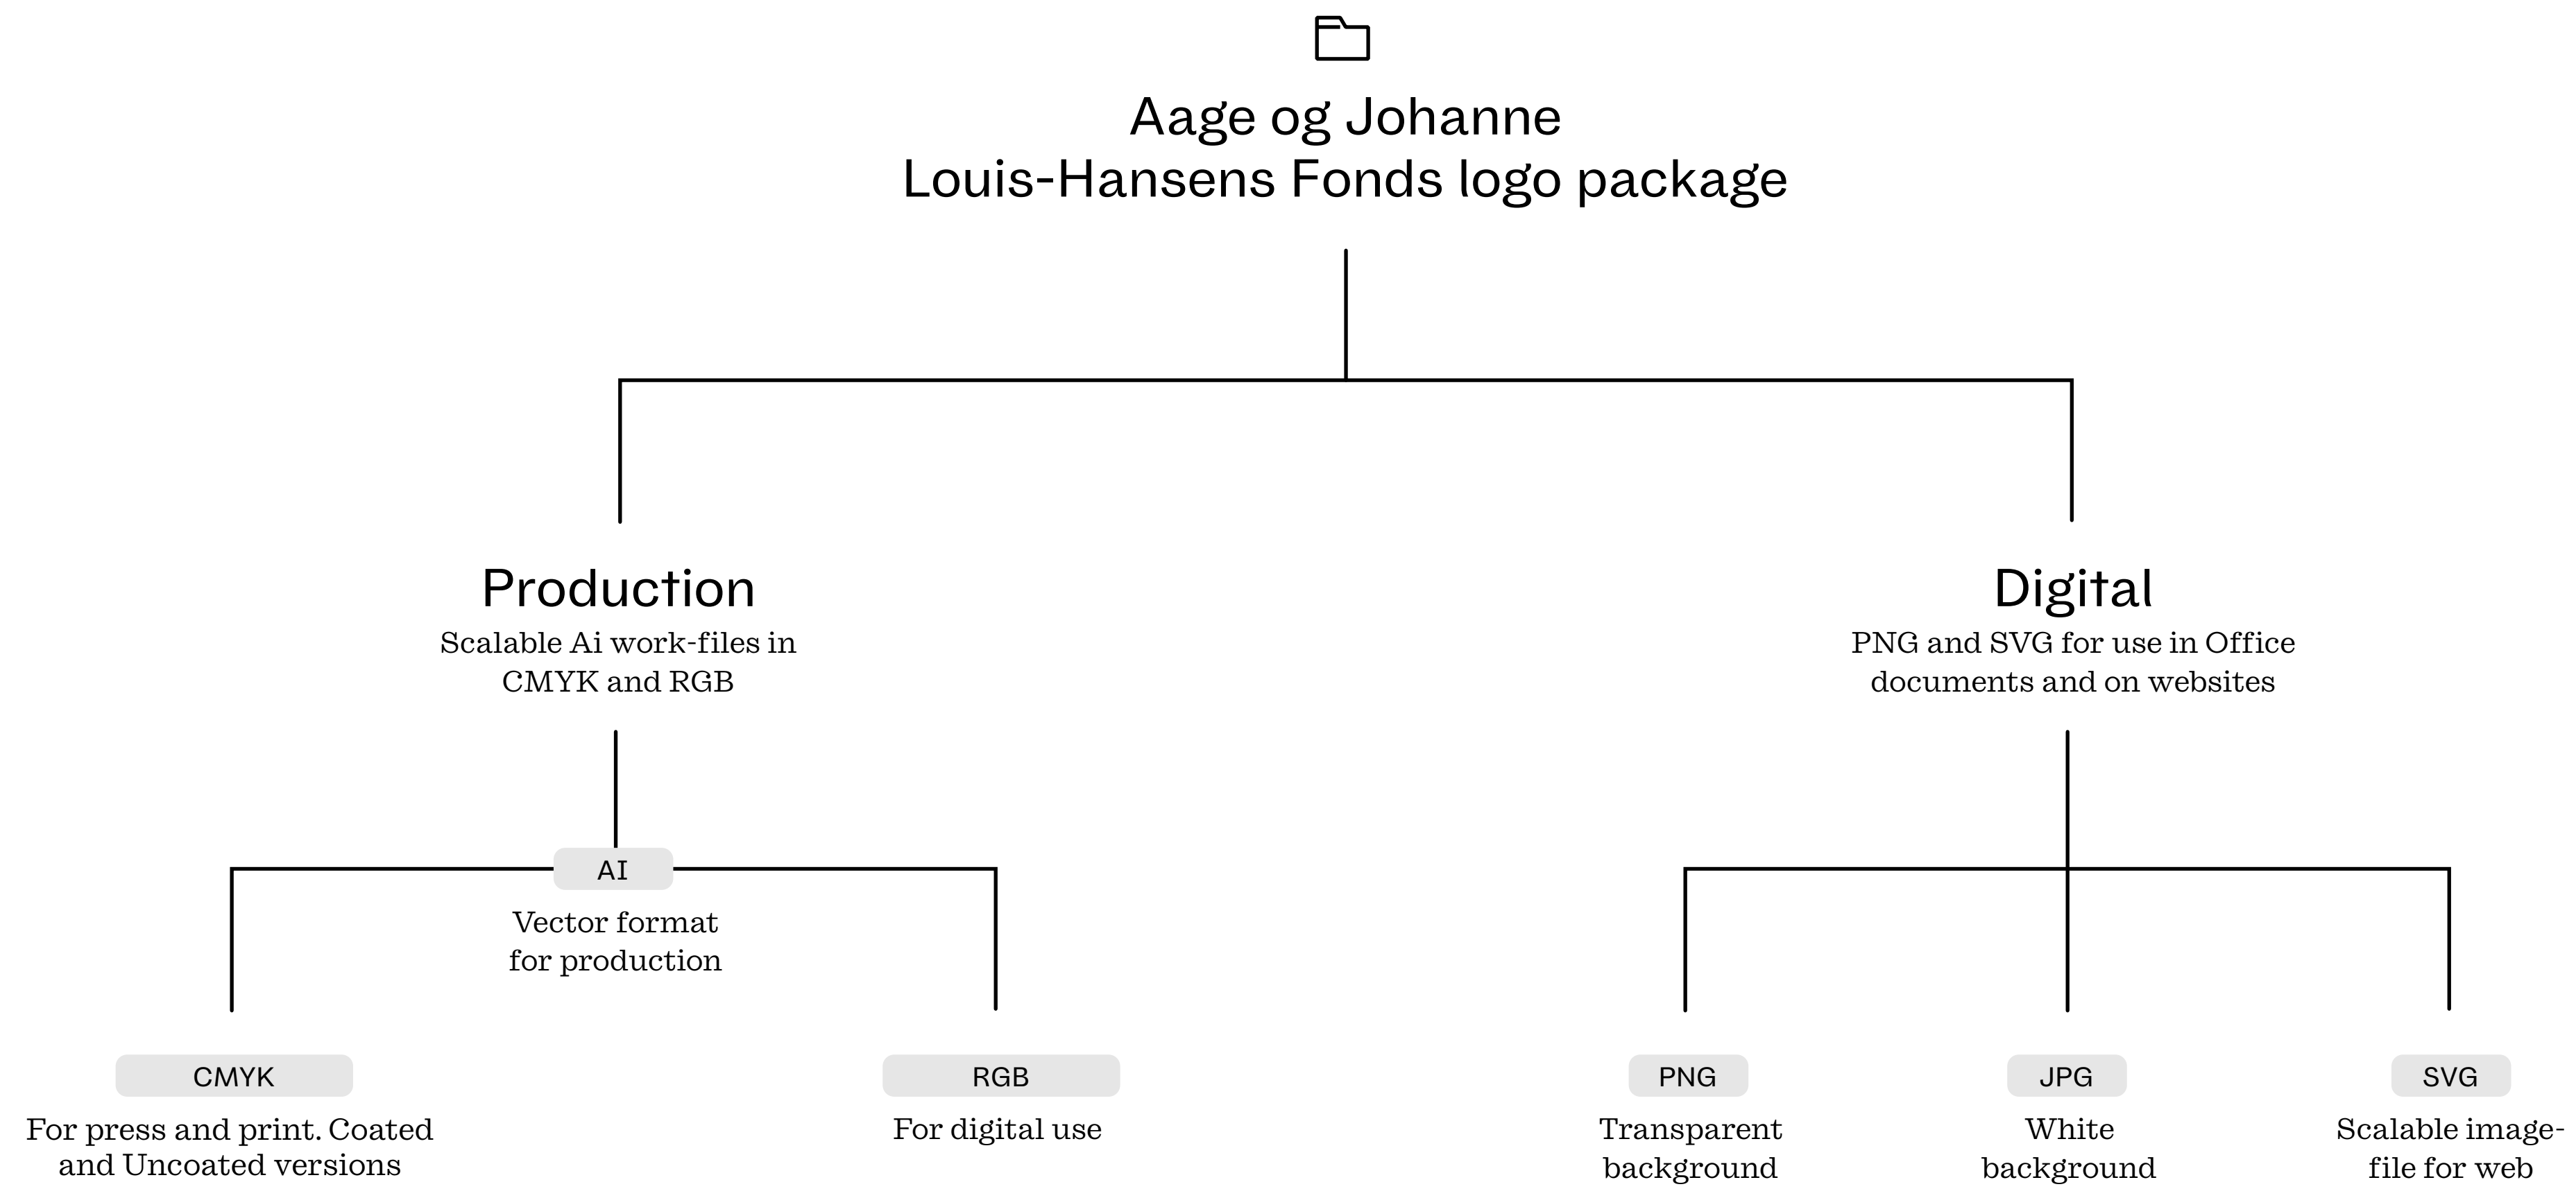 Aage og Johanne
Louis-Hansens Fonds logo package
Production
Scalable Ai work-files in
CMYK and RGB
Digital
PNG and SVG for use in Office
documents and on websites
AI
Vector format
for production
CMYK
For press and print. Coated
and Uncoated versions
RGB
For digital use
PNG
Transparent
background
JPG
White
background
SVG
Scalable image-
file for web